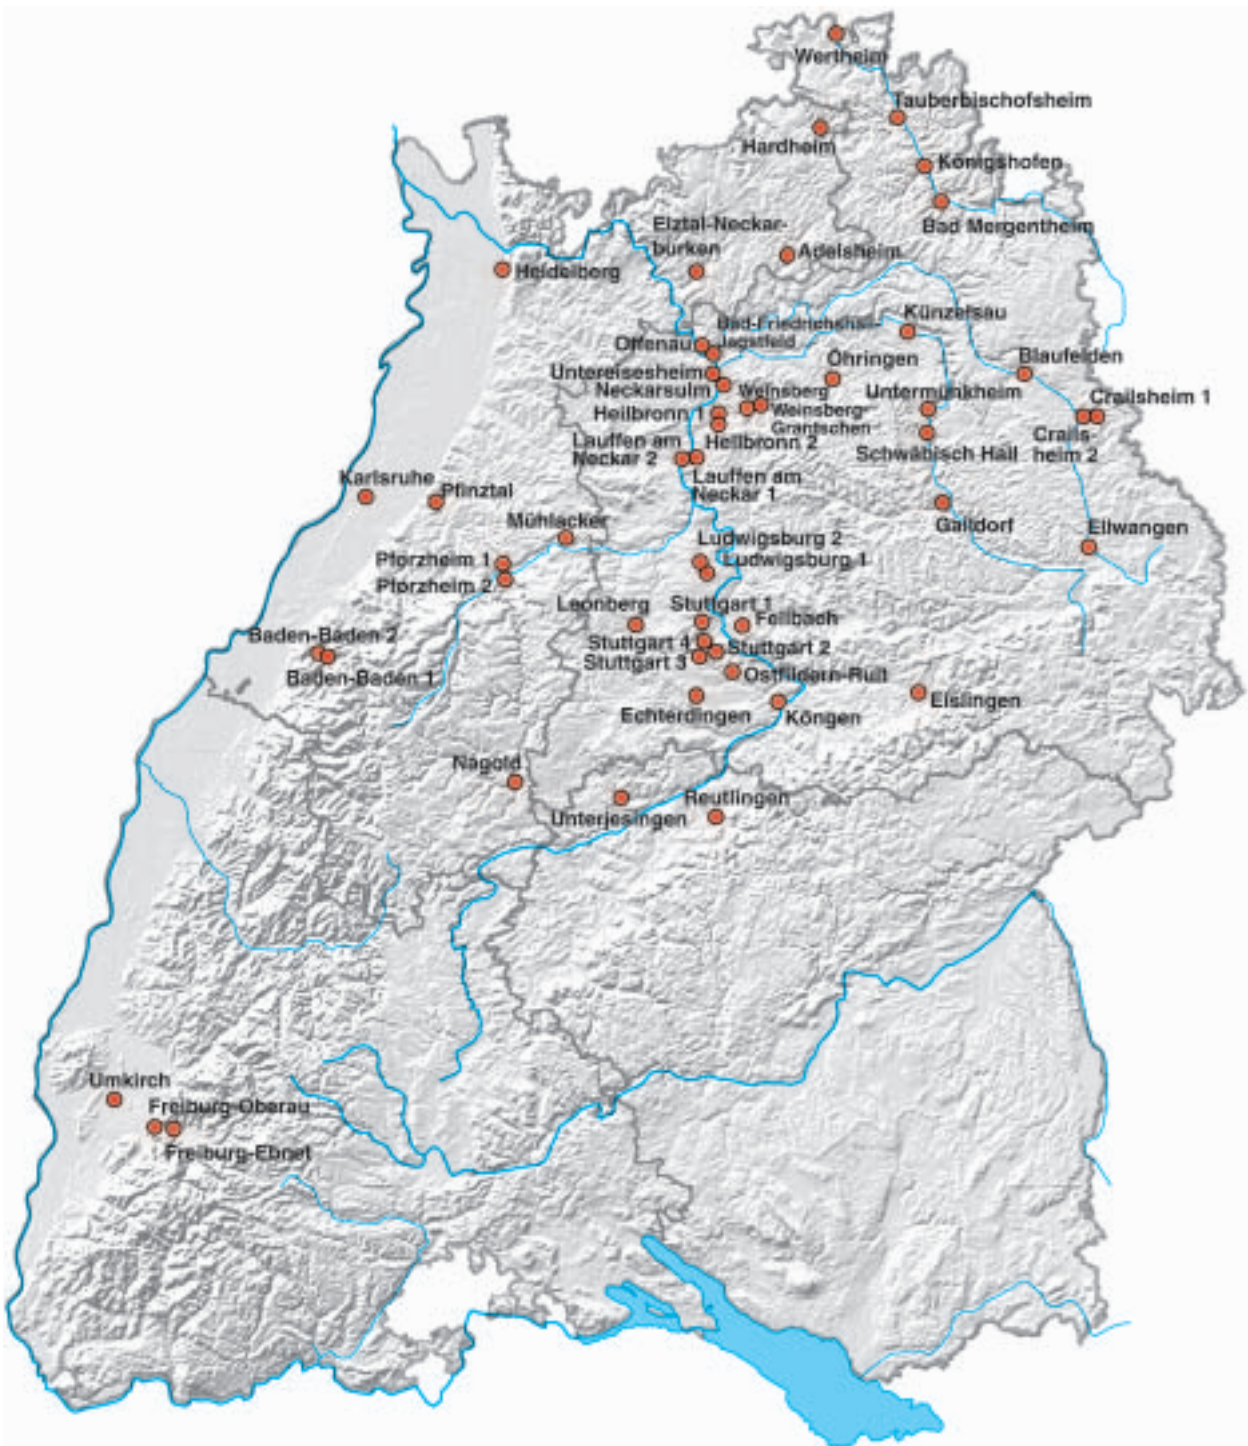 Wertheim
Tauberbischofsheim
Hardheim
Königshofen
Bad Mergentheim
Elztal-Neckar-
burken
Adelsheim
Heidelberg
Künzelsau
Bad-Friedrichshall-
Jagstfeld
Offenau
Öhringen
Blaufelden
Untereisesheim
Neckarsulm
Weinsberg
Weinsberg-
Grantschen
Untermünkheim
Crailsheim 1
Heilbronn 1
Heilbronn 2
Crails-
heim 2
Lauffen am
Neckar 2
Schwäbisch Hall
Lauffen am
Neckar 1
Karlsruhe
Pfinztal
Mühlacker
Gaildorf
Ellwangen
Ludwigsburg 2
Ludwigsburg 1
Pforzheim 1
Pforzheim 2
Leonberg
Stuttgart 1
Fellbach
Baden-Baden 2
Baden-Baden 1
Stuttgart 4
Stuttgart 2
Stuttgart 3
Ostfildern-Ruit
Echterdingen
Köngen
Eislingen
Nagold
Unterjesingen
Reutlingen
Umkirch
Freiburg-Oberau
Freiburg-Ebnet